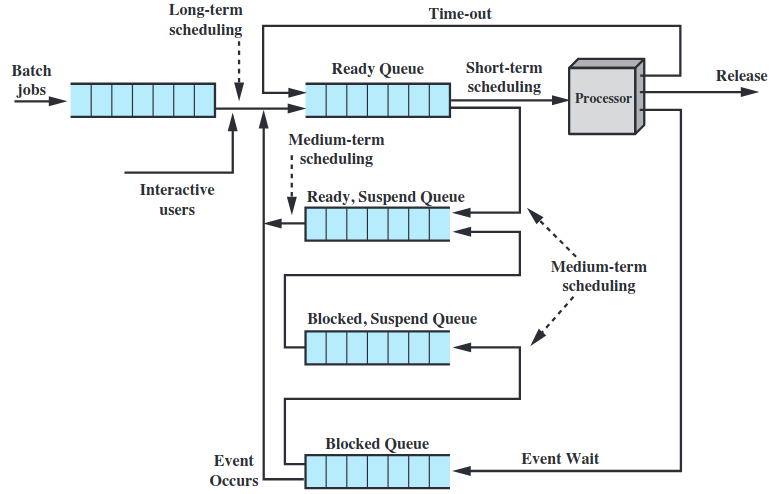 Long-term
scheduling
Time-out
Batch
jobs
Ready Queue
Short-term
scheduling
Processor
Release
Medium-term
scheduling
Interactive
users
Ready, Suspend Queue
Medium-term
scheduling
Blocked, Suspend Queue
Blocked Queue
Event
Occurs
Event Wait